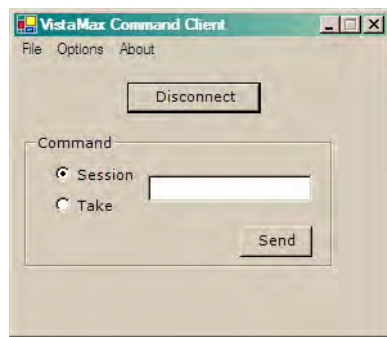 VistaMax Command Client
File Options About
Disconnect
Command
Session
Take
Send